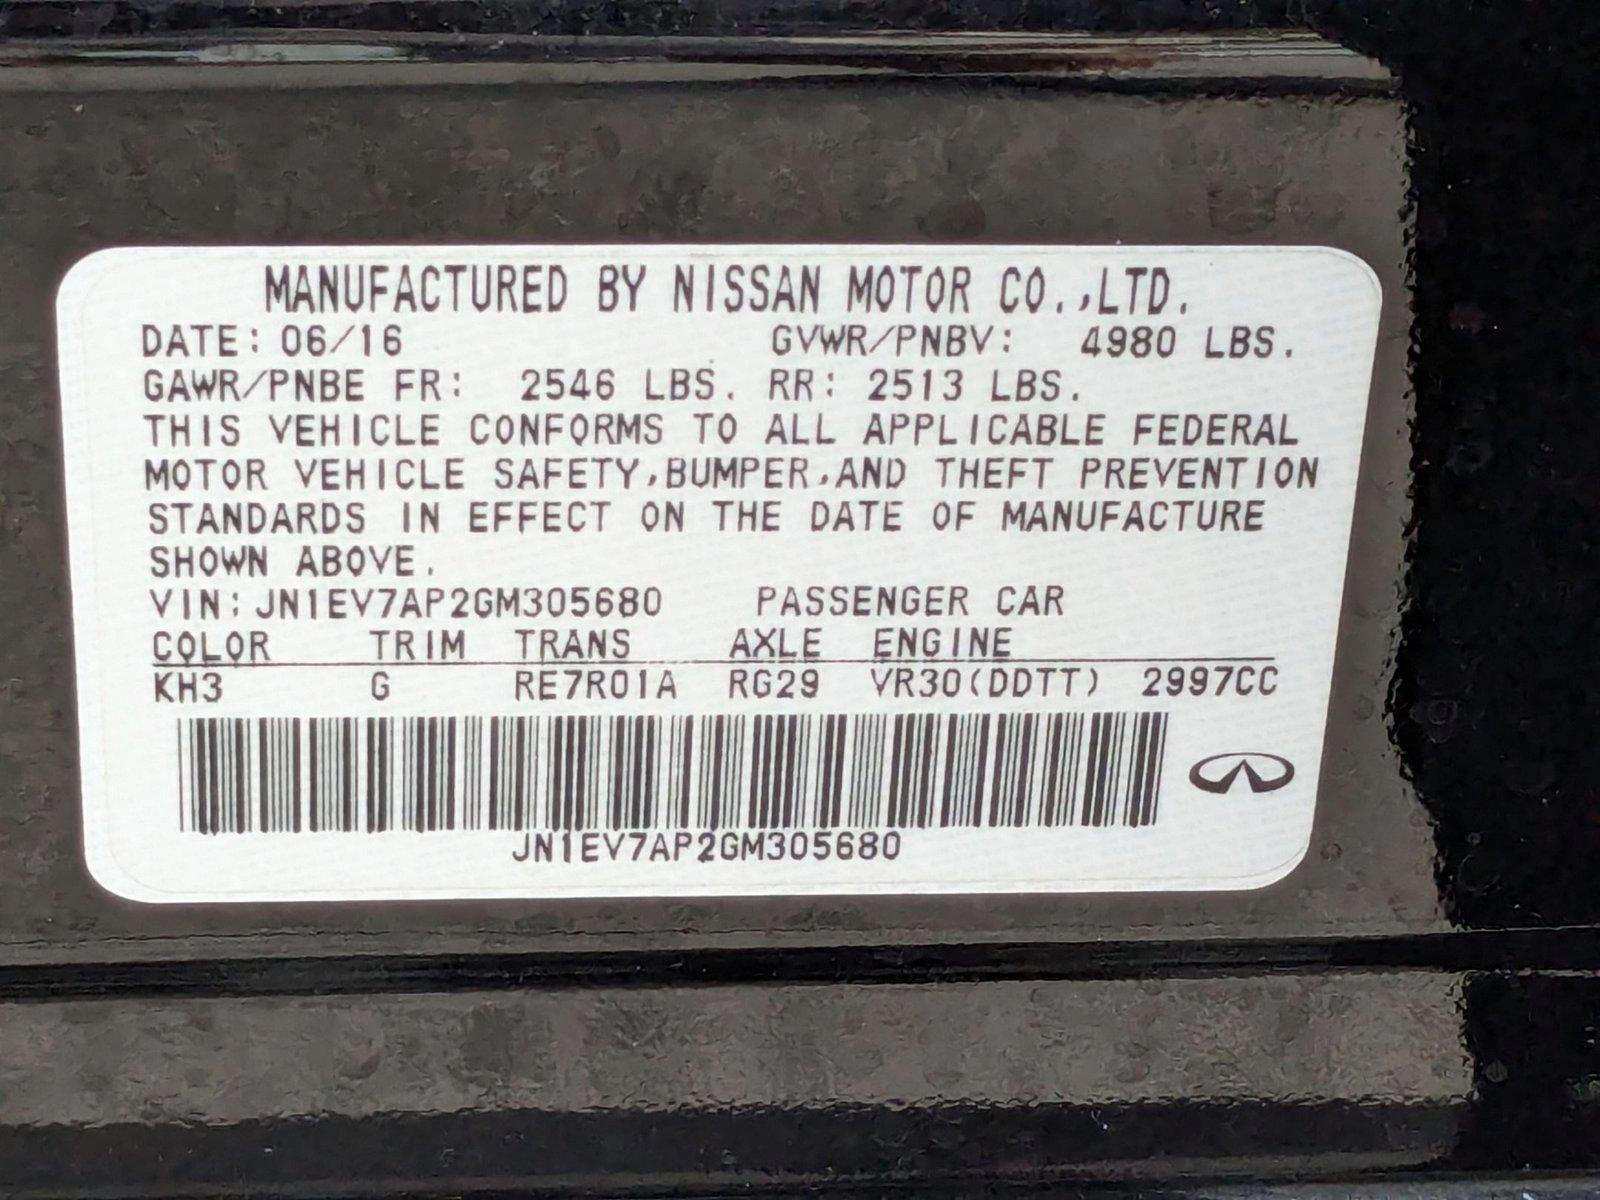 MANUFACTURED BY NISSAN MOTOR CO.,LTD.
DATE: 06/16 GVWR/PNBV: 4980 LBS.
GAWR/PNBE FR: 2546 LBS. RR: 2513 LBS.
THIS VEHICLE CONFORMS TO ALL APPLICABLE FEDERAL
MOTOR VEHICLE SAFETY,BUMPER,AND THEFT PREVENTION
STANDARDS IN EFFECT ON THE DATE OF MANUFACTURE
SHOWN ABOVE.
VIN: JN1EV7AP2GM305680 PASSENGER CAR
COLOR TRIM TRANS AXLE ENGINE
KH3 G RE7R01A RG29 VR30(DDTT) 2997CC
JN1EV7AP2GM305680